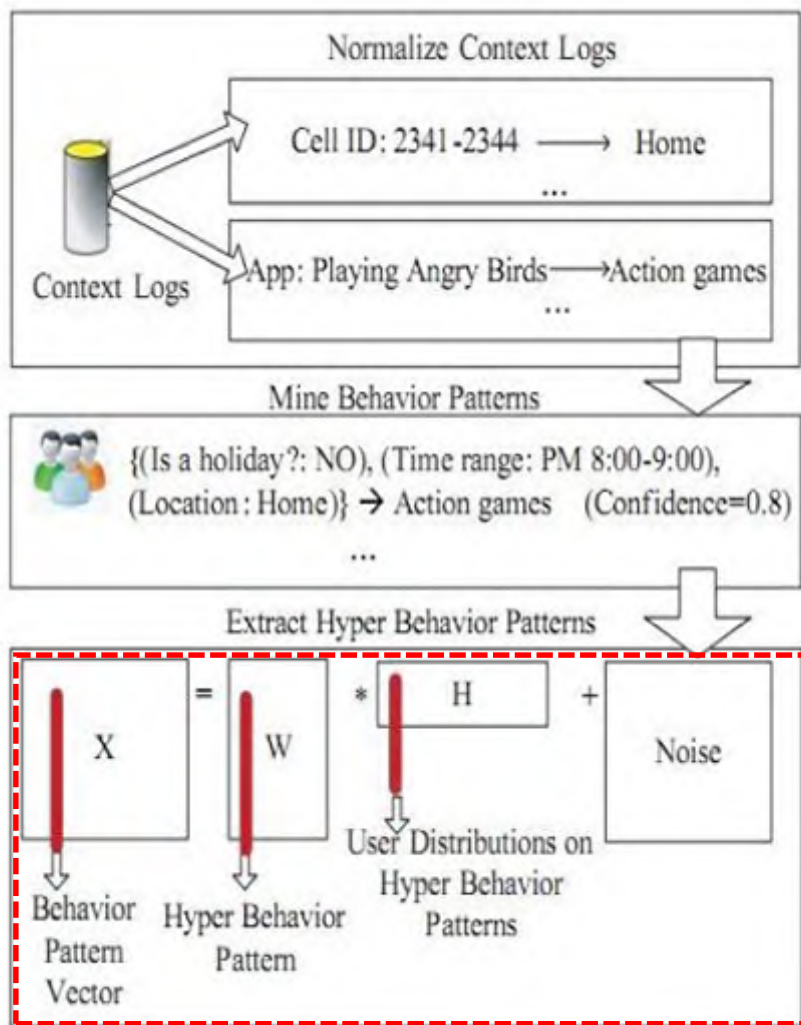 Normalize Context Logs
Cell ID: 2341-2344 ⟶ Home
...
Context Logs
App: Playing Angry Birds ⟶ Action games
...
Mine Behavior Patterns
{(Is a holiday?: NO), (Time range: PM 8:00-9:00),
(Location : Home)} → Action games (Confidence=0.8)
...
Extract Hyper Behavior Patterns
X = W * H + Noise
User Distributions on
Hyper Behavior
Patterns
Behavior
Pattern
Vector
Hyper Behavior
Pattern